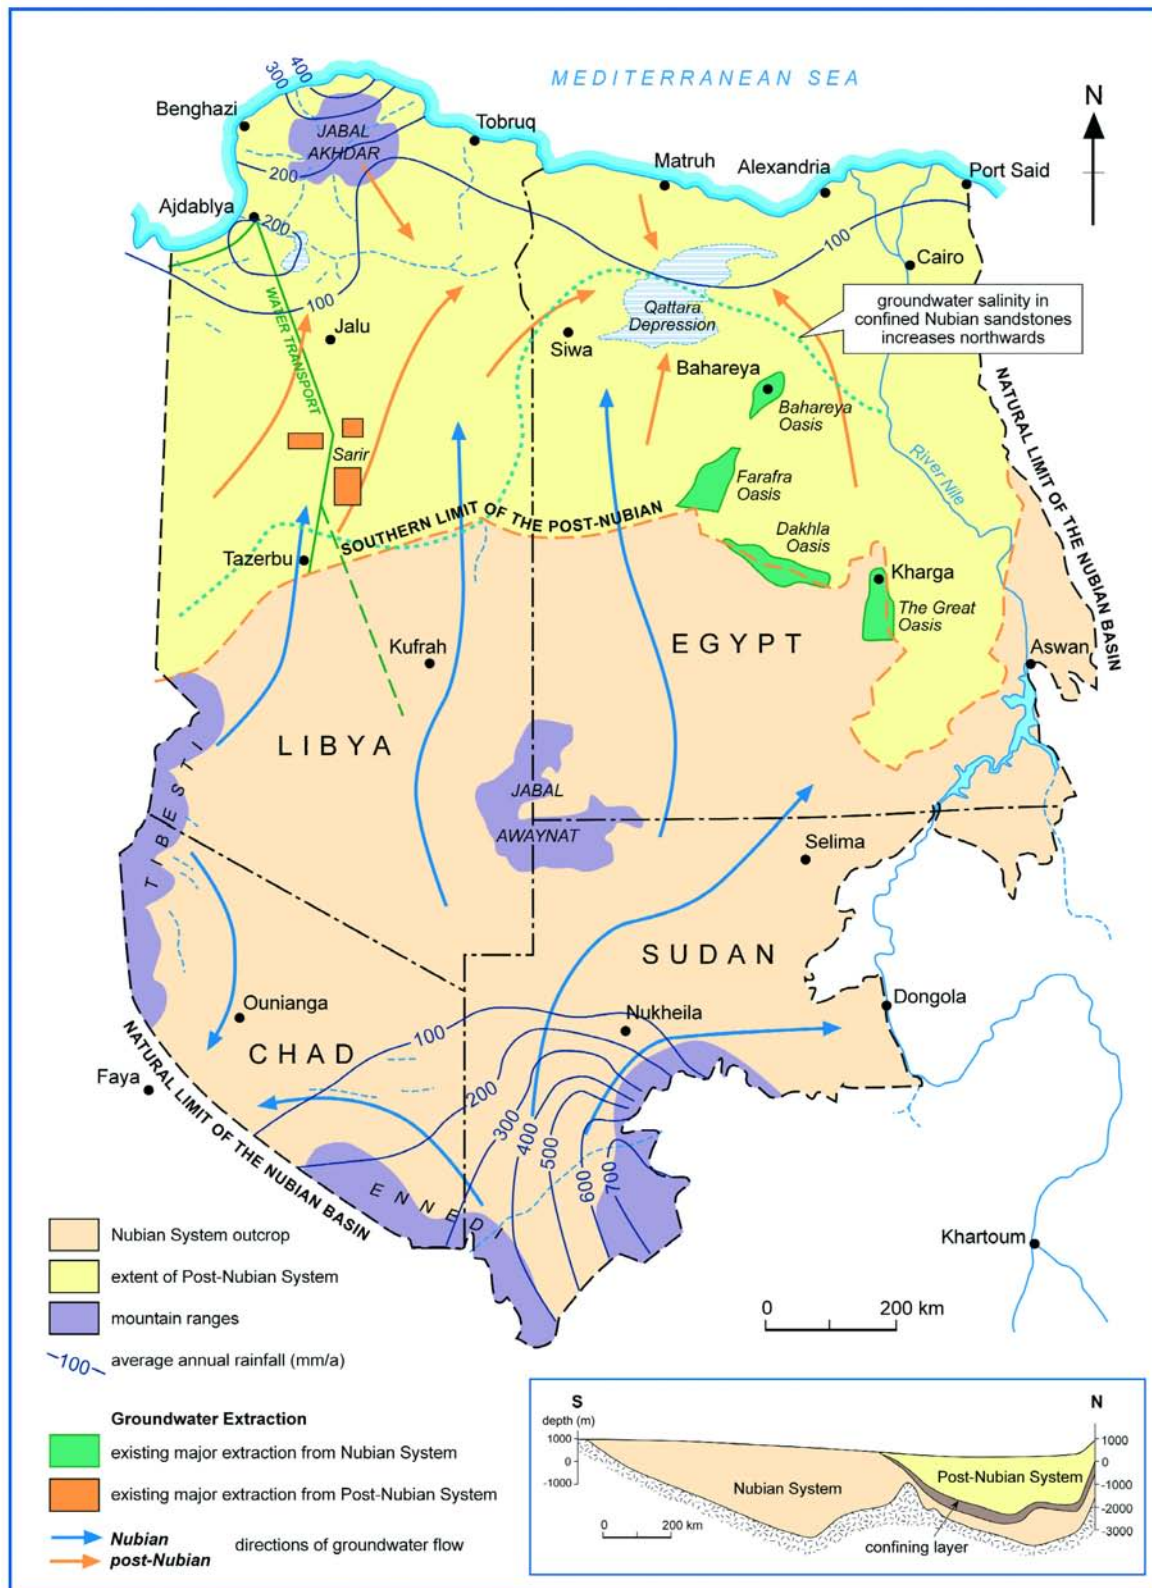 MEDITERRANEAN SEA
N
400
300
Benghazi
JABAL
AKHDAR
Tobruq
200
Matruh
Alexandria
Port Said
Ajdablya
200
100
Cairo
100
WATER TRANSPORT
Jalu
Qattara
Depression
Siwa
groundwater salinity in
confined Nubian sandstones
increases northwards
Bahareya
Bahareya
Oasis
NATURAL LIMIT OF THE NUBIAN BASIN
Sarir
Farafra
Oasis
River Nile
SOUTHERN LIMIT OF THE POST-NUBIAN
Dakhla
Oasis
Tazerbu
Kharga
The Great
Oasis
Kufrah
EGYPT
Aswan
LIBYA
TIBESTI
JABAL
AWAYNAT
Selima
SUDAN
Ounianga
Nukheila
Dongola
CHAD
100
Faya
200
300
400
500
600
700
NATURAL LIMIT OF THE NUBIAN BASIN
ENNEDI
Khartoum
Nubian System outcrop
extent of Post-Nubian System
mountain ranges
100 average annual rainfall (mm/a)
0 200 km
Groundwater Extraction
existing major extraction from Nubian System
existing major extraction from Post-Nubian System
Nubian
post-Nubian
directions of groundwater flow
S N
depth (m)
1000
0
-1000
1000
0
-1000
-2000
-3000
Nubian System
Post-Nubian System
0 200 km
confining layer